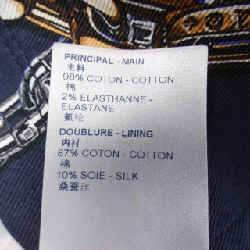 PRINCIPAL - MAIN
主料
98% COTON - COTTON
棉
2% ELASTHANNE -
ELASTANE
氨纶
DOUBLURE - LINING
内衬
87% COTON - COTTON
棉
10% SOIE - SILK
桑蚕丝